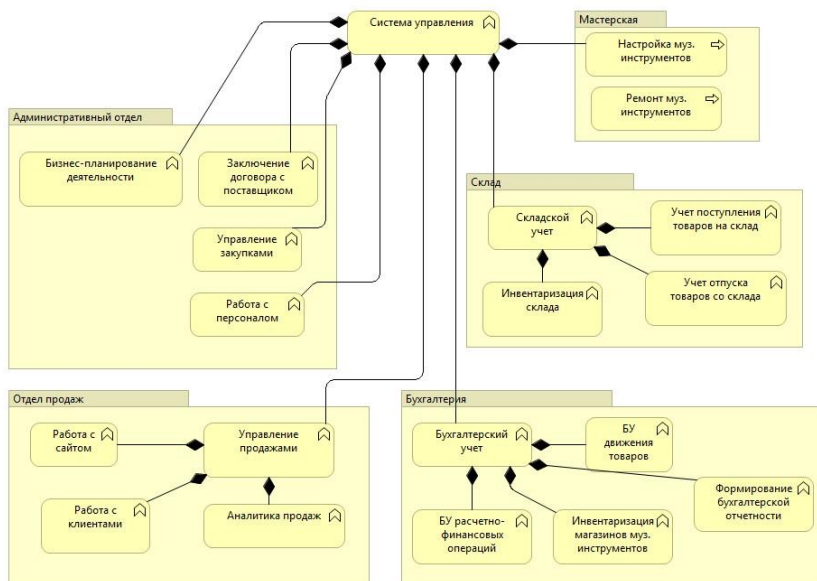 Система управления
Мастерская
Настройка муз.
инструментов
Ремонт муз.
инструментов
Административный отдел
Бизнес-планирование
деятельности
Заключение
договора с
поставщиком
Управление
закупками
Работа с
персоналом
Склад
Складской
учет
Учет поступления
товаров на склад
Инвентаризация
склада
Учет отпуска
товаров со склада
Отдел продаж
Работа с
сайтом
Управление
продажами
Работа с
клиентами
Аналитика продаж
Бухгалтерия
Бухгалтерский
учет
БУ
движения
товаров
БУ расчетно-
финансовых
операций
Инвентаризация
магазинов муз.
инструментов
Формирование
бухгалтерской
отчетности